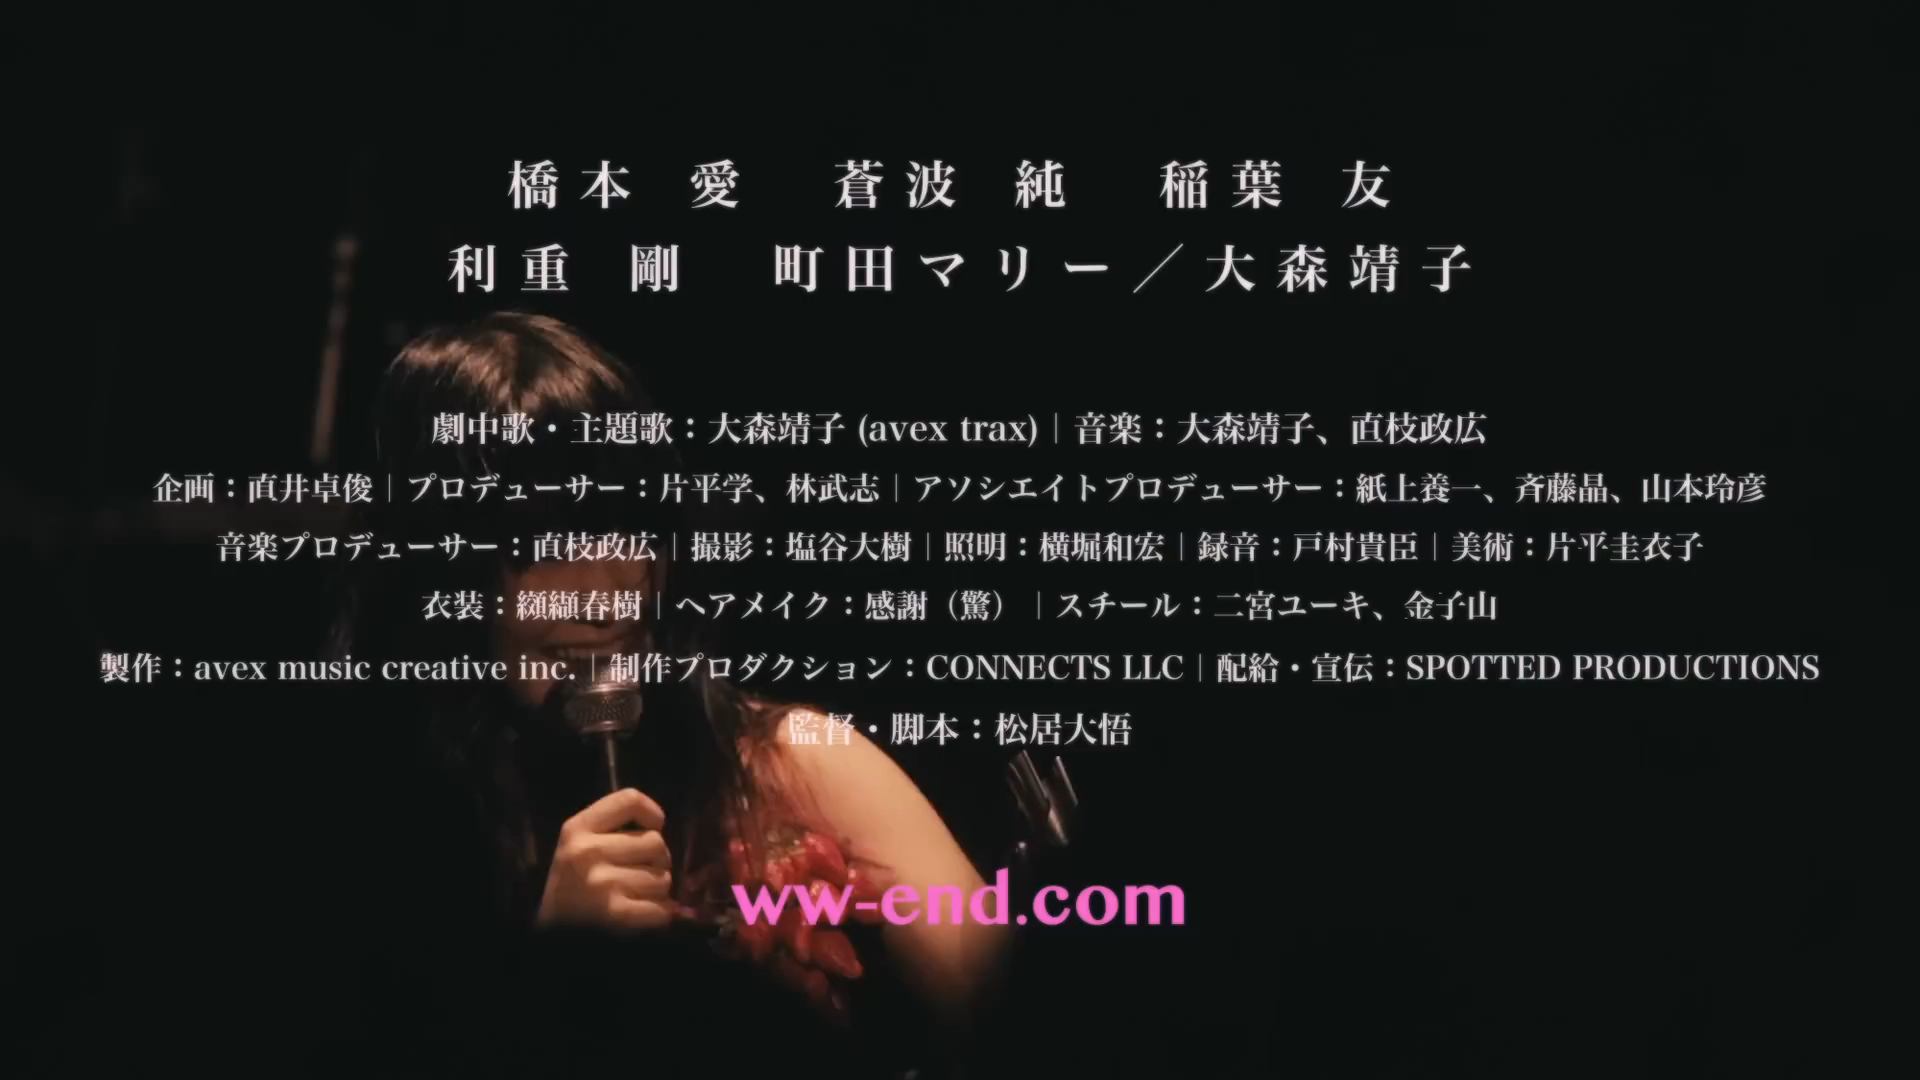 橋本 愛　蒼波 純　稲葉 友
利重 剛　町田マリー／大森靖子
劇中歌・主題歌：大森靖子 (avex trax)｜音楽：大森靖子、直枝政広
企画：直井卓俊｜プロデューサー：片平学、林武志｜アソシエイトプロデューサー：紙上養一、斉藤晶、山本玲彦
音楽プロデューサー：直枝政広｜撮影：塩谷大樹｜照明：横堀和宏｜録音：戸村貴臣｜美術：片平圭衣子
衣装：纐纈春樹｜ヘアメイク：感謝（驚）｜スチール：二宮ユーキ、金子山
製作：avex music creative inc.｜制作プロダクション：CONNECTS LLC｜配給・宣伝：SPOTTED PRODUCTIONS
監督・脚本：松居大悟
ww-end.com